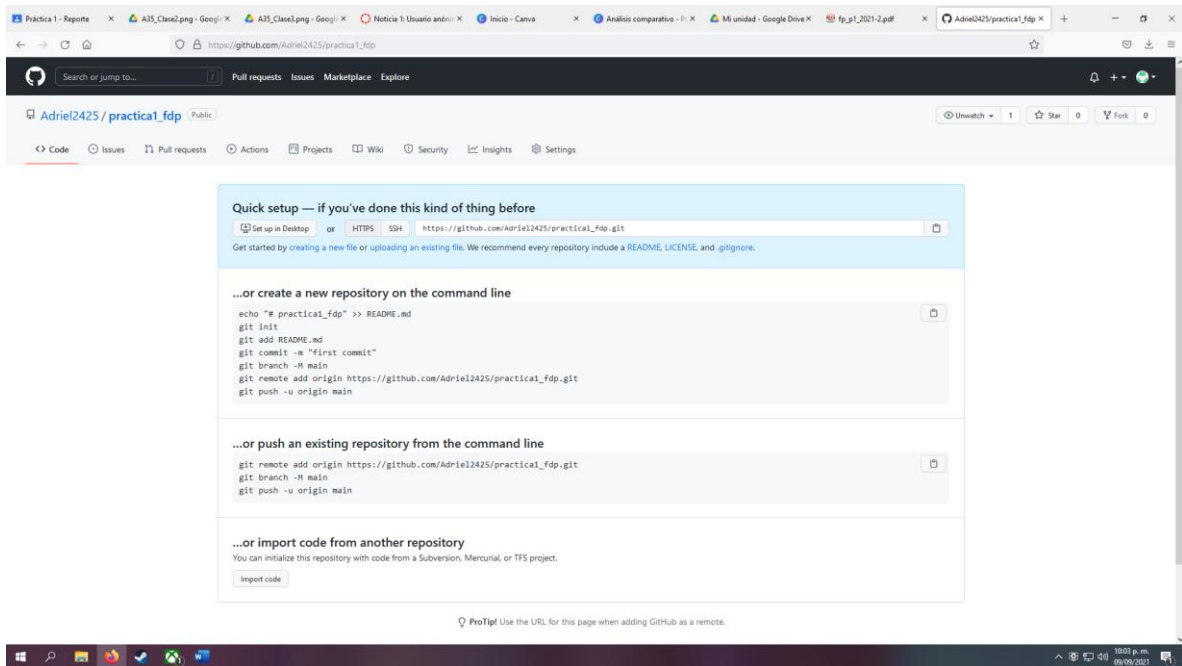 Práctica 1 - Reporte
A35_Clase2.png - Googl
A35_Clase1.png - Googl
Noticia 1: Usuario
Inicio - Canva
Análisis comparativo -
Mi unidad - Google Drive
fp_p1_2021-2.pdf
Adriel2425/practica1_fdp
https://github.com/Adriel2425/practica1_fdp
Search or jump to... / Pull requests Issues Marketplace Explore
Adriel2425 / practica1_fdp Public Unwatch 1 Star 0 Fork 0
Code Issues Pull requests Actions Projects Wiki Security Insights Settings
Quick setup — if you've done this kind of thing before
Set up in Desktop or HTTPS SSH https://github.com/Adriel2425/practica1_fdp.git
Get started by creating a new file or uploading an existing file. We recommend every repository include a README, LICENSE, and .gitignore.
...or create a new repository on the command line
echo "# practica1_fdp" >> README.md
git init
git add README.md
git commit -m "first commit"
git branch -M main
git remote add origin https://github.com/Adriel2425/practica1_fdp.git
git push -u origin main
...or push an existing repository from the command line
git remote add origin https://github.com/Adriel2425/practica1_fdp.git
git branch -M main
git push -u origin main
...or import code from another repository
You can initialize this repository with code from a Subversion, Mercurial, or TFS project.
Import code
ProTip! Use the URL for this page when adding GitHub as a remote.
10:03 p. m.
09/09/2021